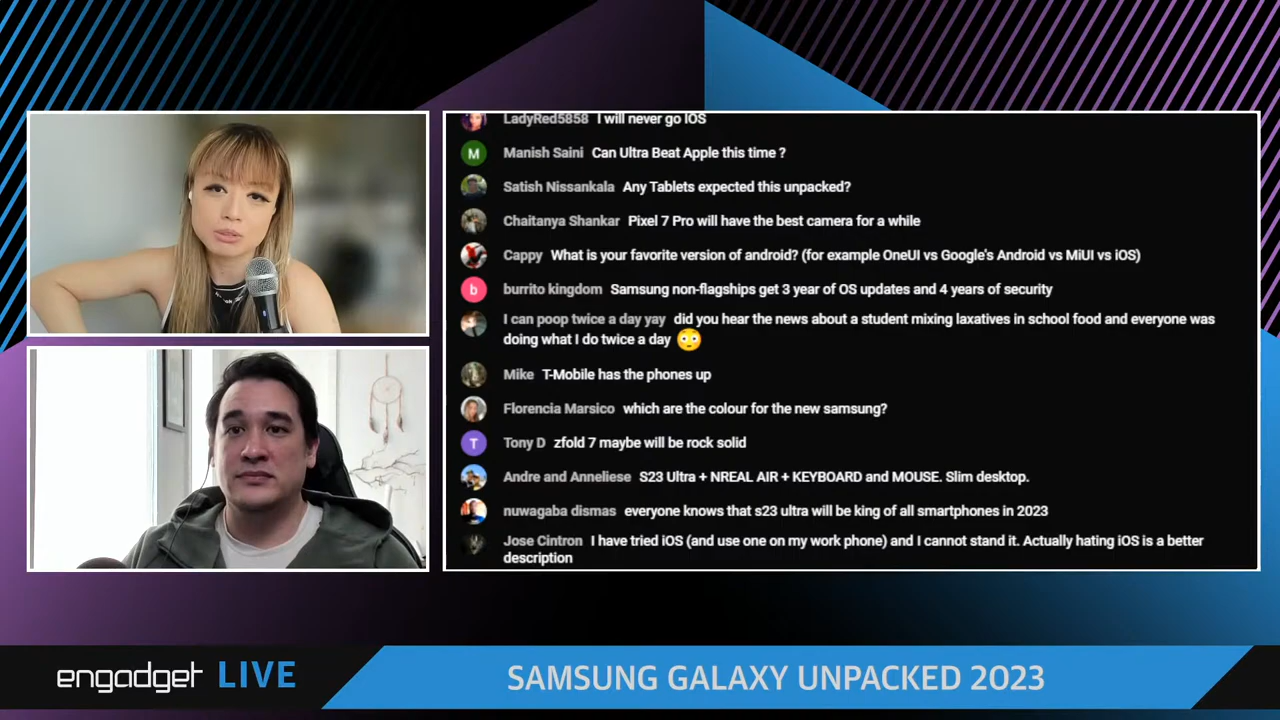 LadyRed5858 I will never go IOS
M Manish Saini Can Ultra Beat Apple this time ?
Satish Nissankala Any Tablets expected this unpacked?
Chaitanya Shankar Pixel 7 Pro will have the best camera for a while
Cappy What is your favorite version of android? (for example OneUI vs Google's Android vs MiUI vs iOS)
b burrito kingdom Samsung non-flagships get 3 year of OS updates and 4 years of security
I can poop twice a day yay did you hear the news about a student mixing laxatives in school food and everyone was
doing what I do twice a day 😳
Mike T-Mobile has the phones up
Florencia Marsico which are the colour for the new samsung?
T Tony D zfold 7 maybe will be rock solid
Andre and Anneliese S23 Ultra + NREAL AIR + KEYBOARD and MOUSE. Slim desktop.
nuwagaba dismas everyone knows that s23 ultra will be king of all smartphones in 2023
Jose Cintron I have tried iOS (and use one on my work phone) and I cannot stand it. Actually hating iOS is a better
description
engadget LIVE
SAMSUNG GALAXY UNPACKED 2023